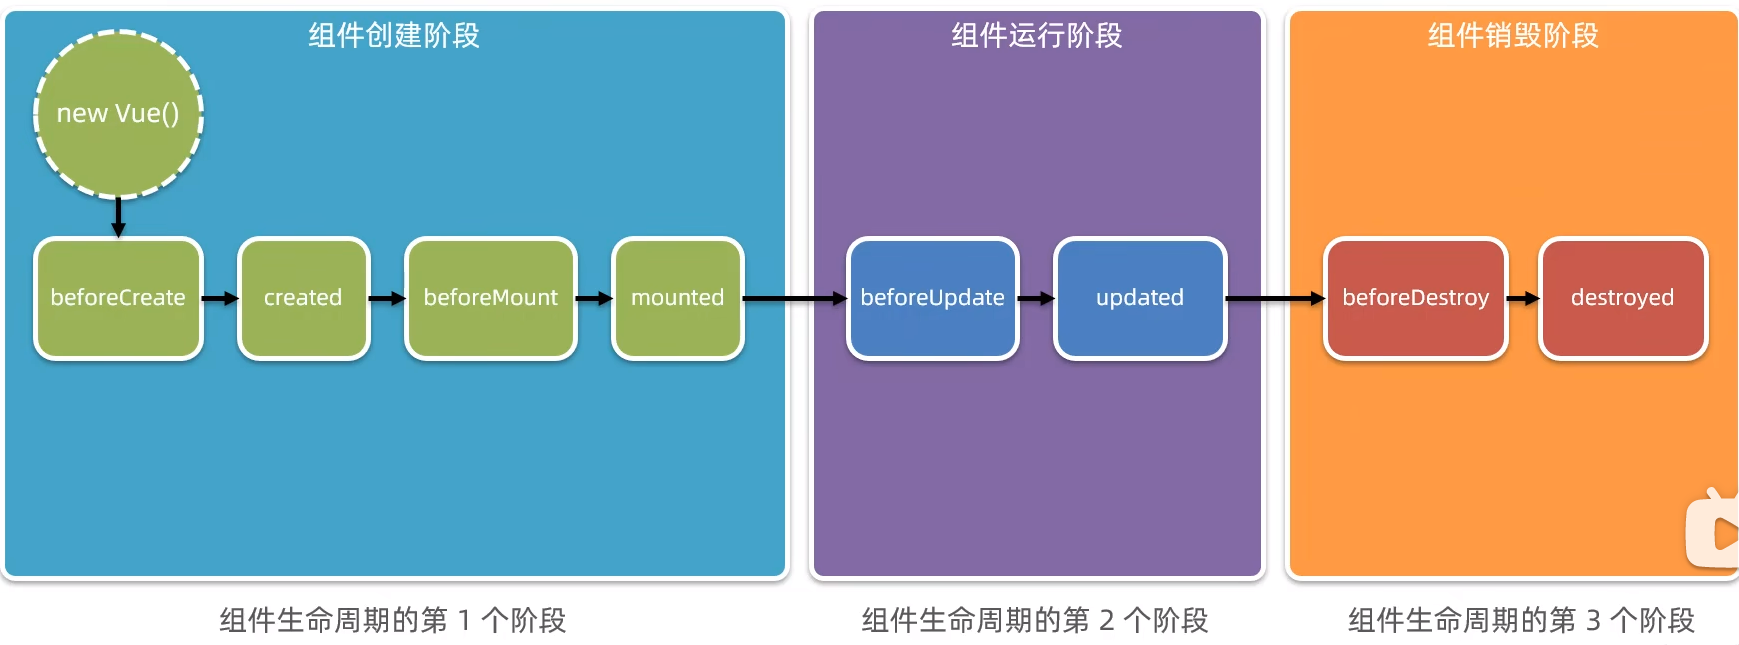 组件创建阶段
new Vue()
beforeCreate
created
beforeMount
mounted
组件生命周期的第 1 个阶段
组件运行阶段
beforeUpdate
updated
组件生命周期的第 2 个阶段
组件销毁阶段
beforeDestroy
destroyed
组件生命周期的第 3 个阶段